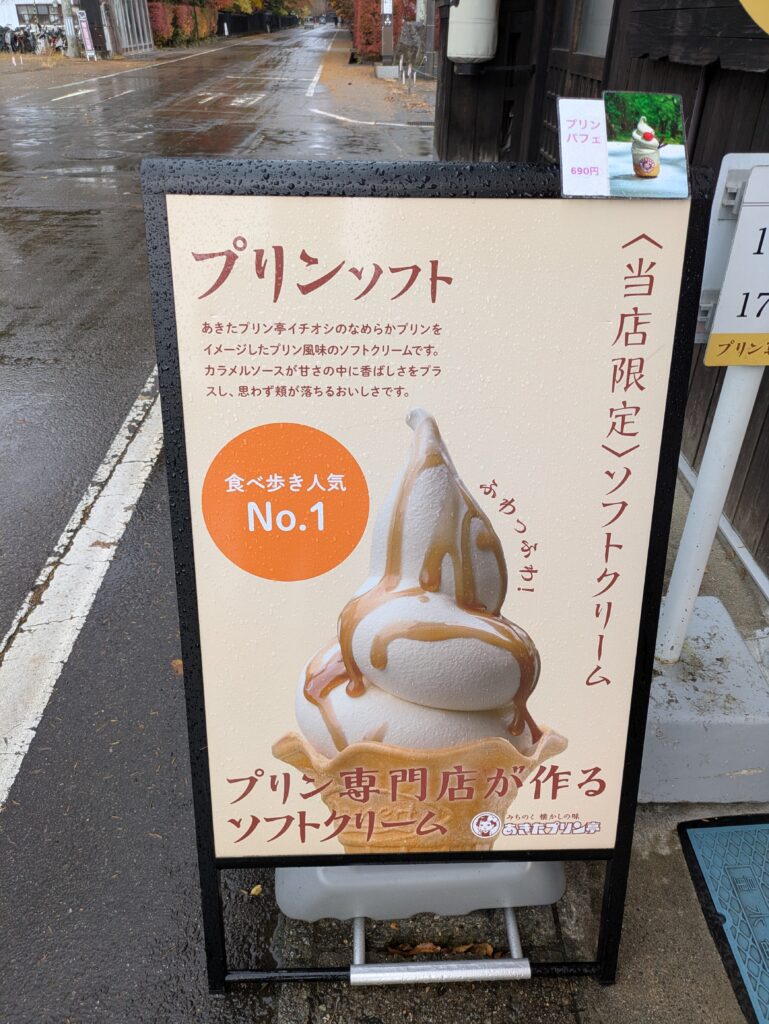 プリン
パフェ
690円
プリンソフト
あきたプリン亭イチオシのなめらかプリンを
イメージしたプリン風味のソフトクリームです。
カラメルソースが甘さの中に香ばしさをプラ
スし、思わず頬が落ちるおいしさです。
〈当店限定〉ソフトクリーム
食べ歩き人気
No.1
ふわっふわ!
プリン専門店が作る
ソフトクリーム
みちのく 懐かしの味
あきたプリン亭
1
17
プリン